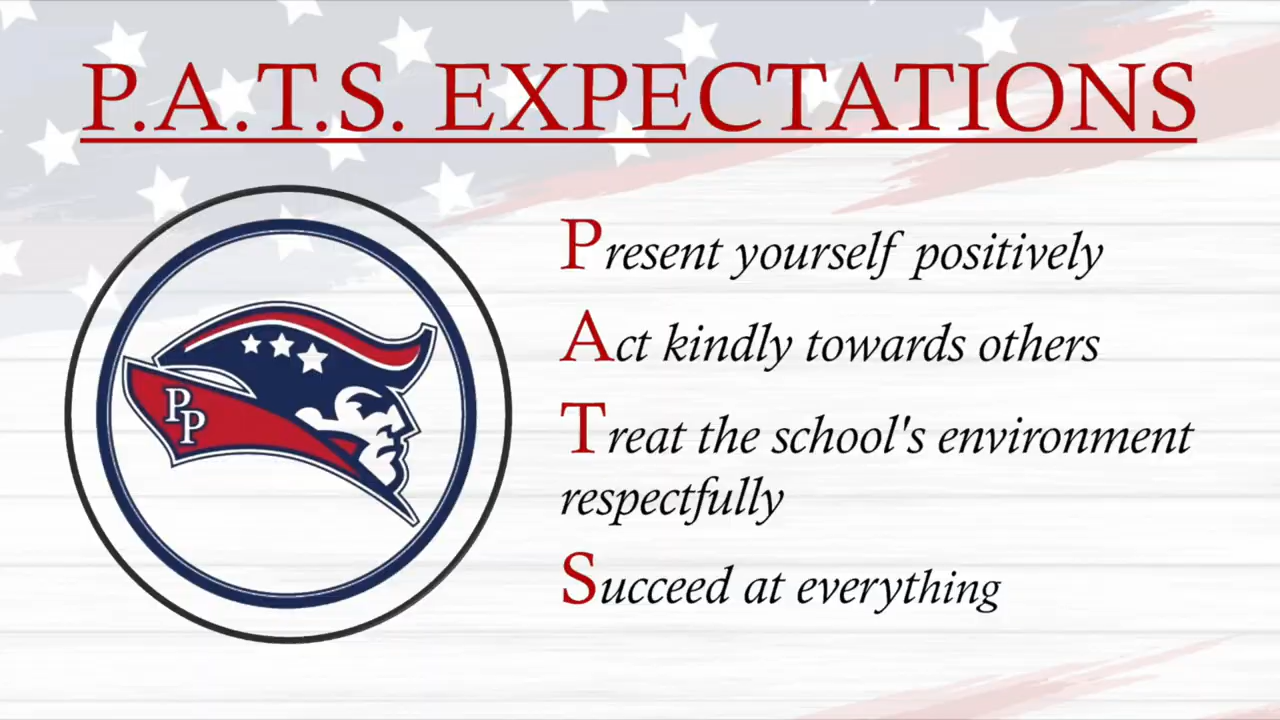 P.A.T.S. EXPECTATIONS
Present yourself positively
Act kindly towards others
Treat the school's environment
respectfully
Succeed at everything
PP